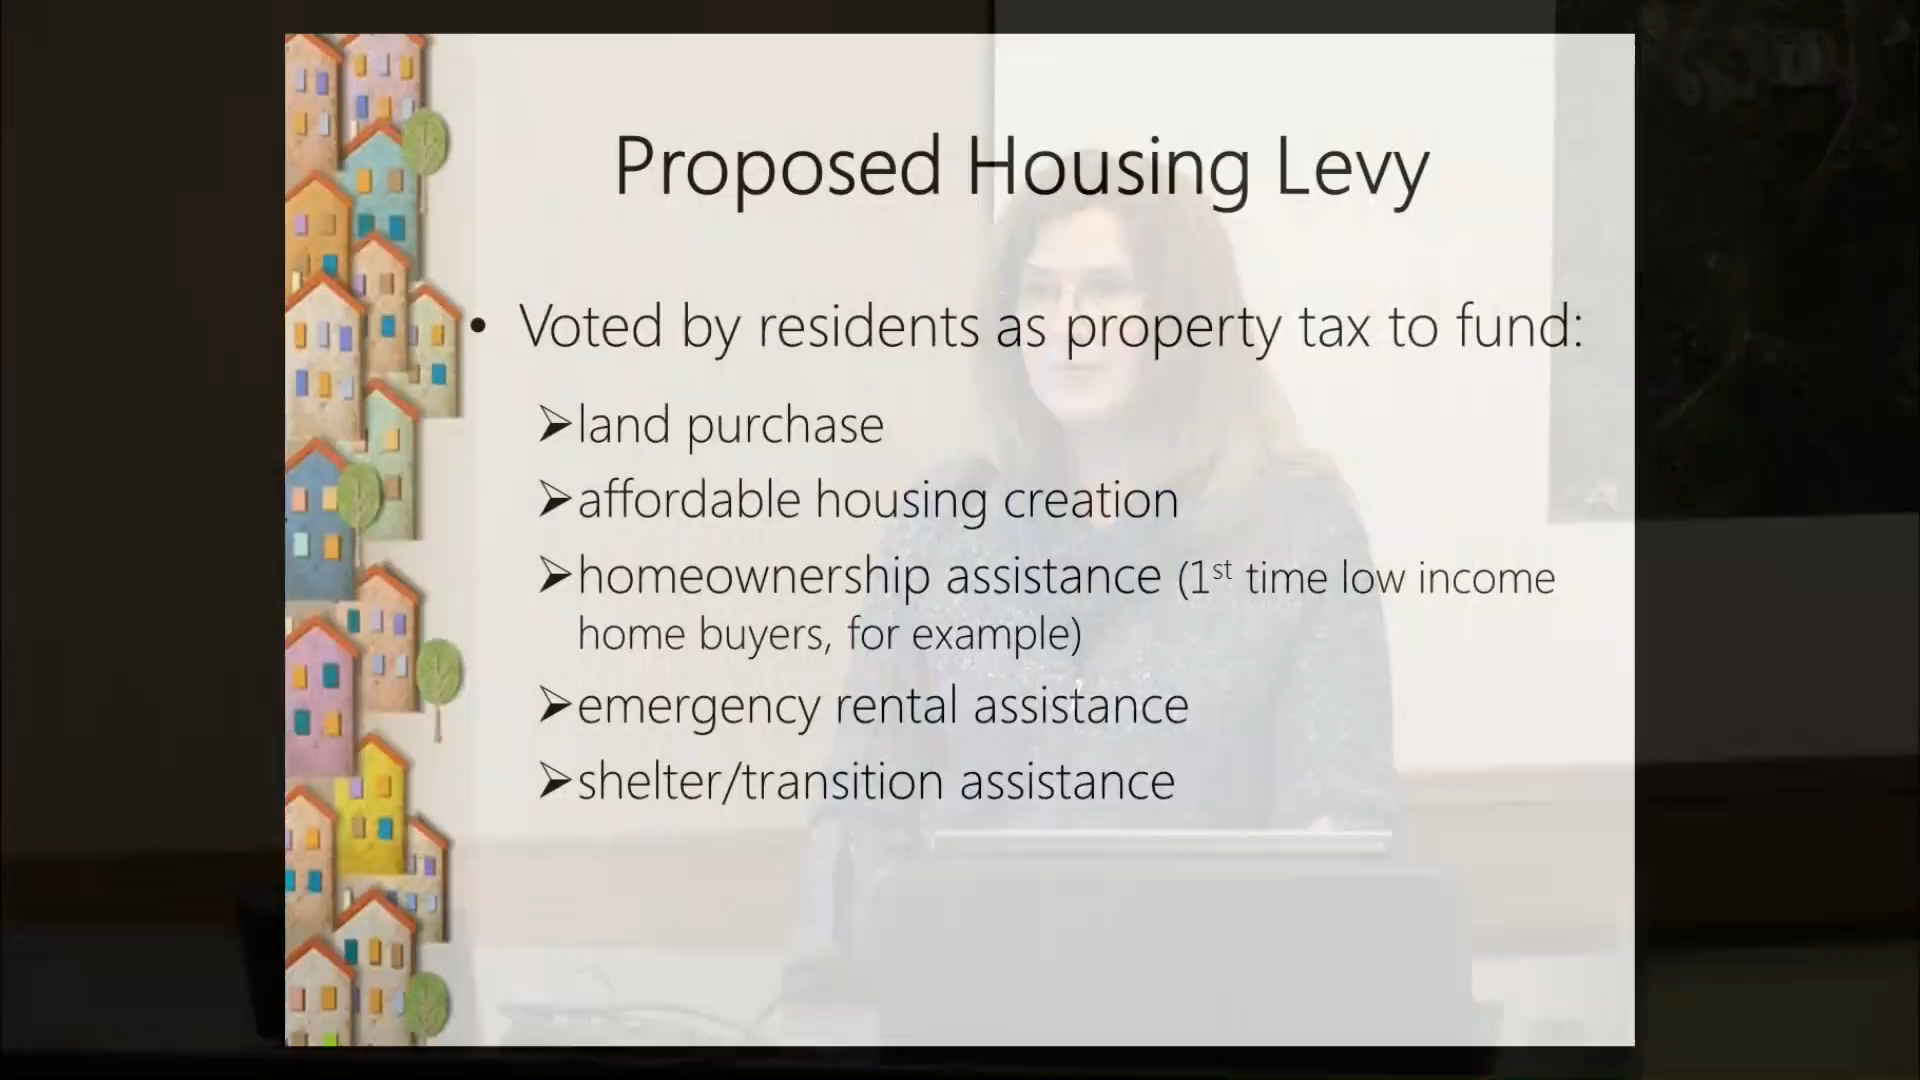 Proposed Housing Levy
• Voted by residents as property tax to fund:
➢land purchase
➢affordable housing creation
➢homeownership assistance (1st time low income
home buyers, for example)
➢emergency rental assistance
➢shelter/transition assistance